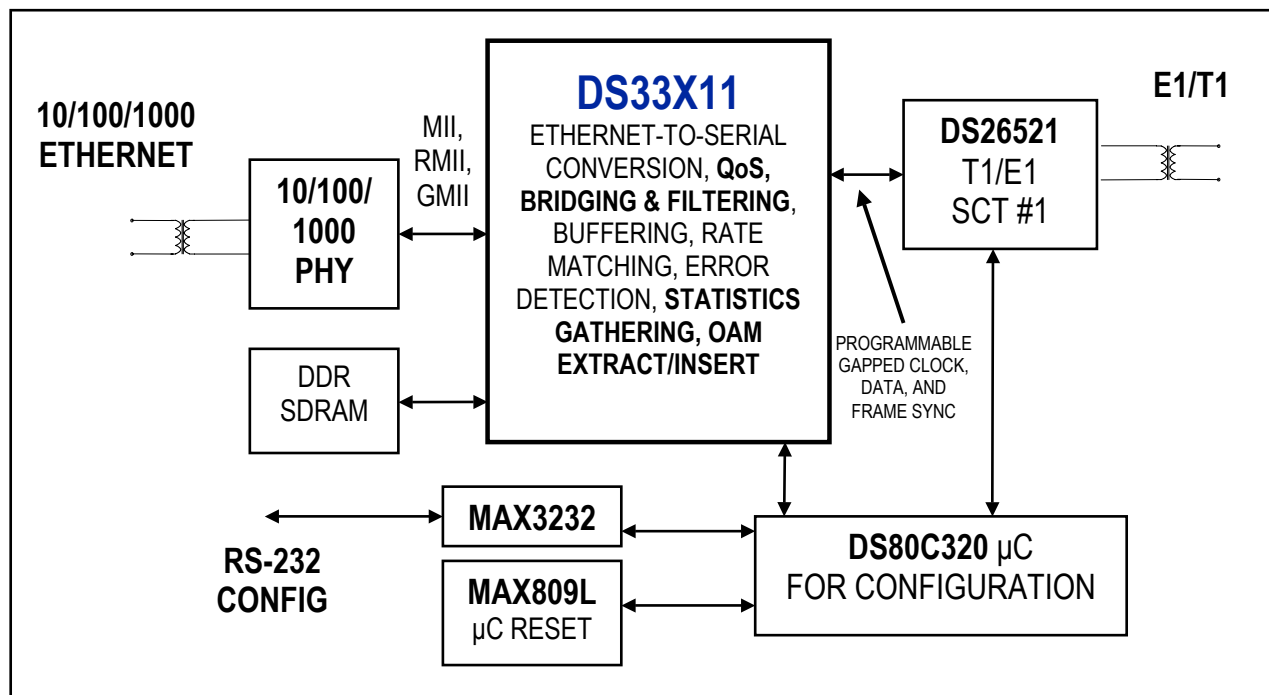 10/100/1000
ETHERNET
10/100/
1000
PHY
MII,
RMII,
GMII
DS33X11
ETHERNET-TO-SERIAL
CONVERSION, QoS,
BRIDGING & FILTERING,
BUFFERING, RATE
MATCHING, ERROR
DETECTION, STATISTICS
GATHERING, OAM
EXTRACT/INSERT
E1/T1
DS26521
T1/E1
SCT #1
PROGRAMMABLE
GAPPED CLOCK,
DATA, AND
FRAME SYNC
DDR
SDRAM
RS-232
CONFIG
MAX3232
MAX809L
µC RESET
DS80C320 µC
FOR CONFIGURATION